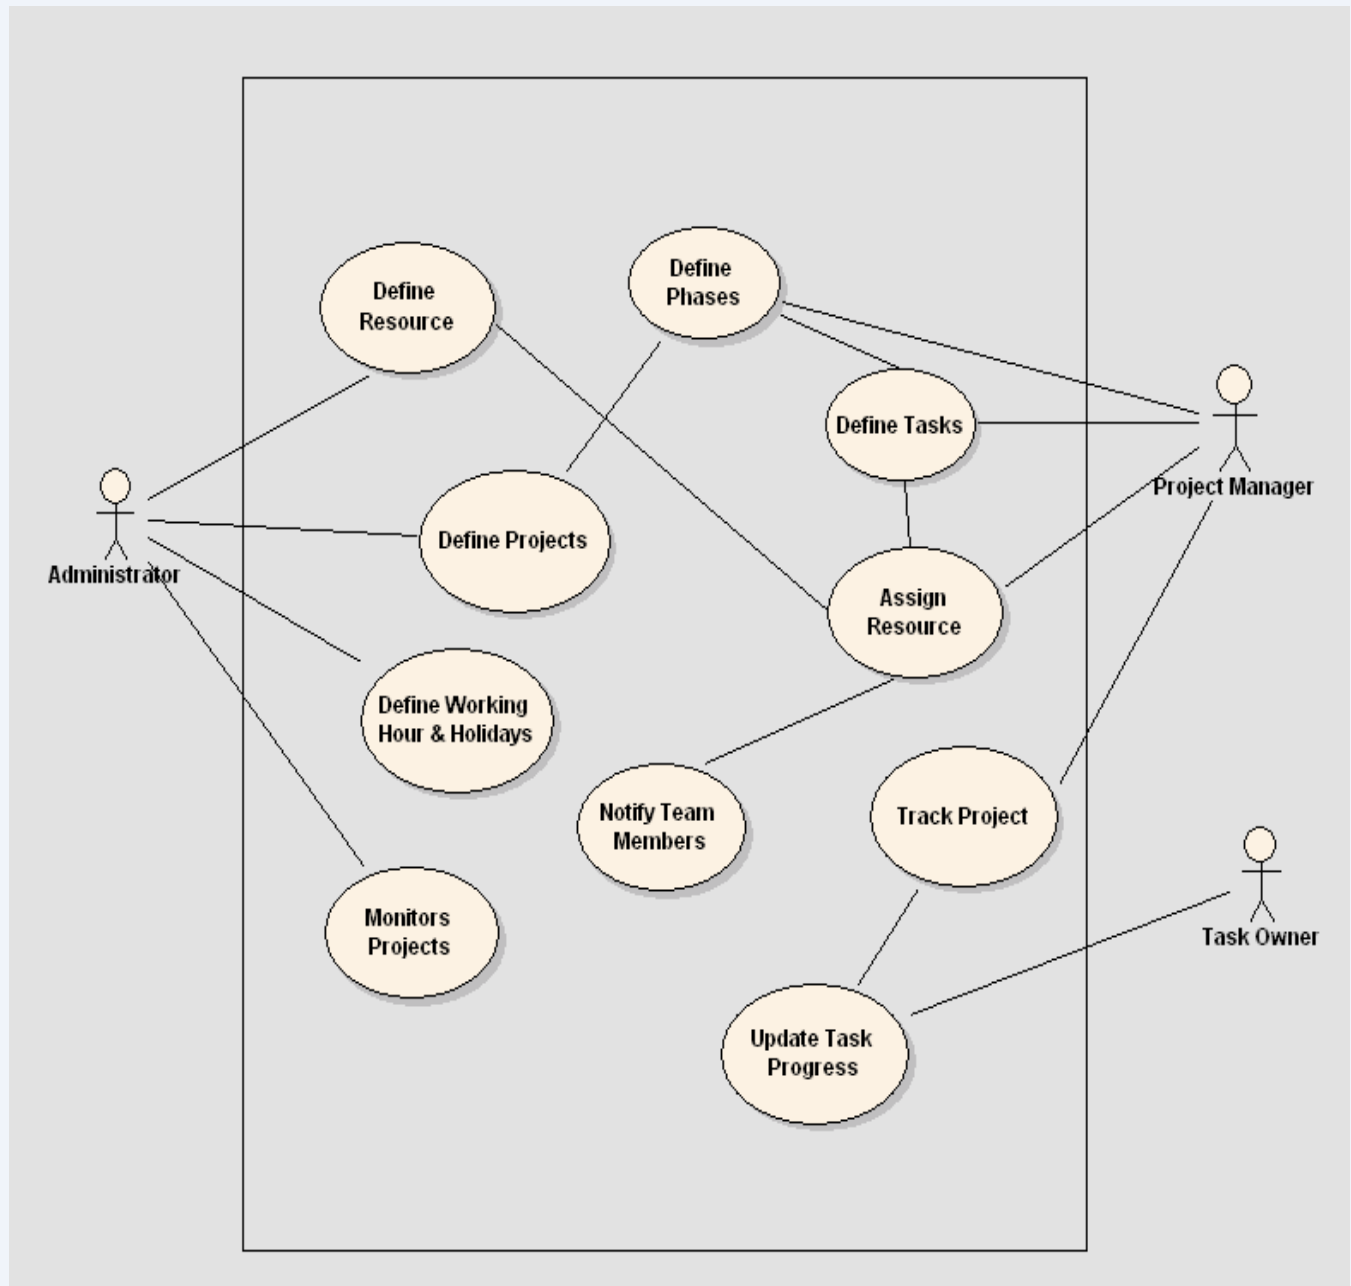 Define
Resource
Define
Phases
Define Tasks
Project Manager
Administrator
Define Projects
Assign
Resource
Define Working
Hour & Holidays
Notify Team
Members
Track Project
Monitors
Projects
Task Owner
Update Task
Progress